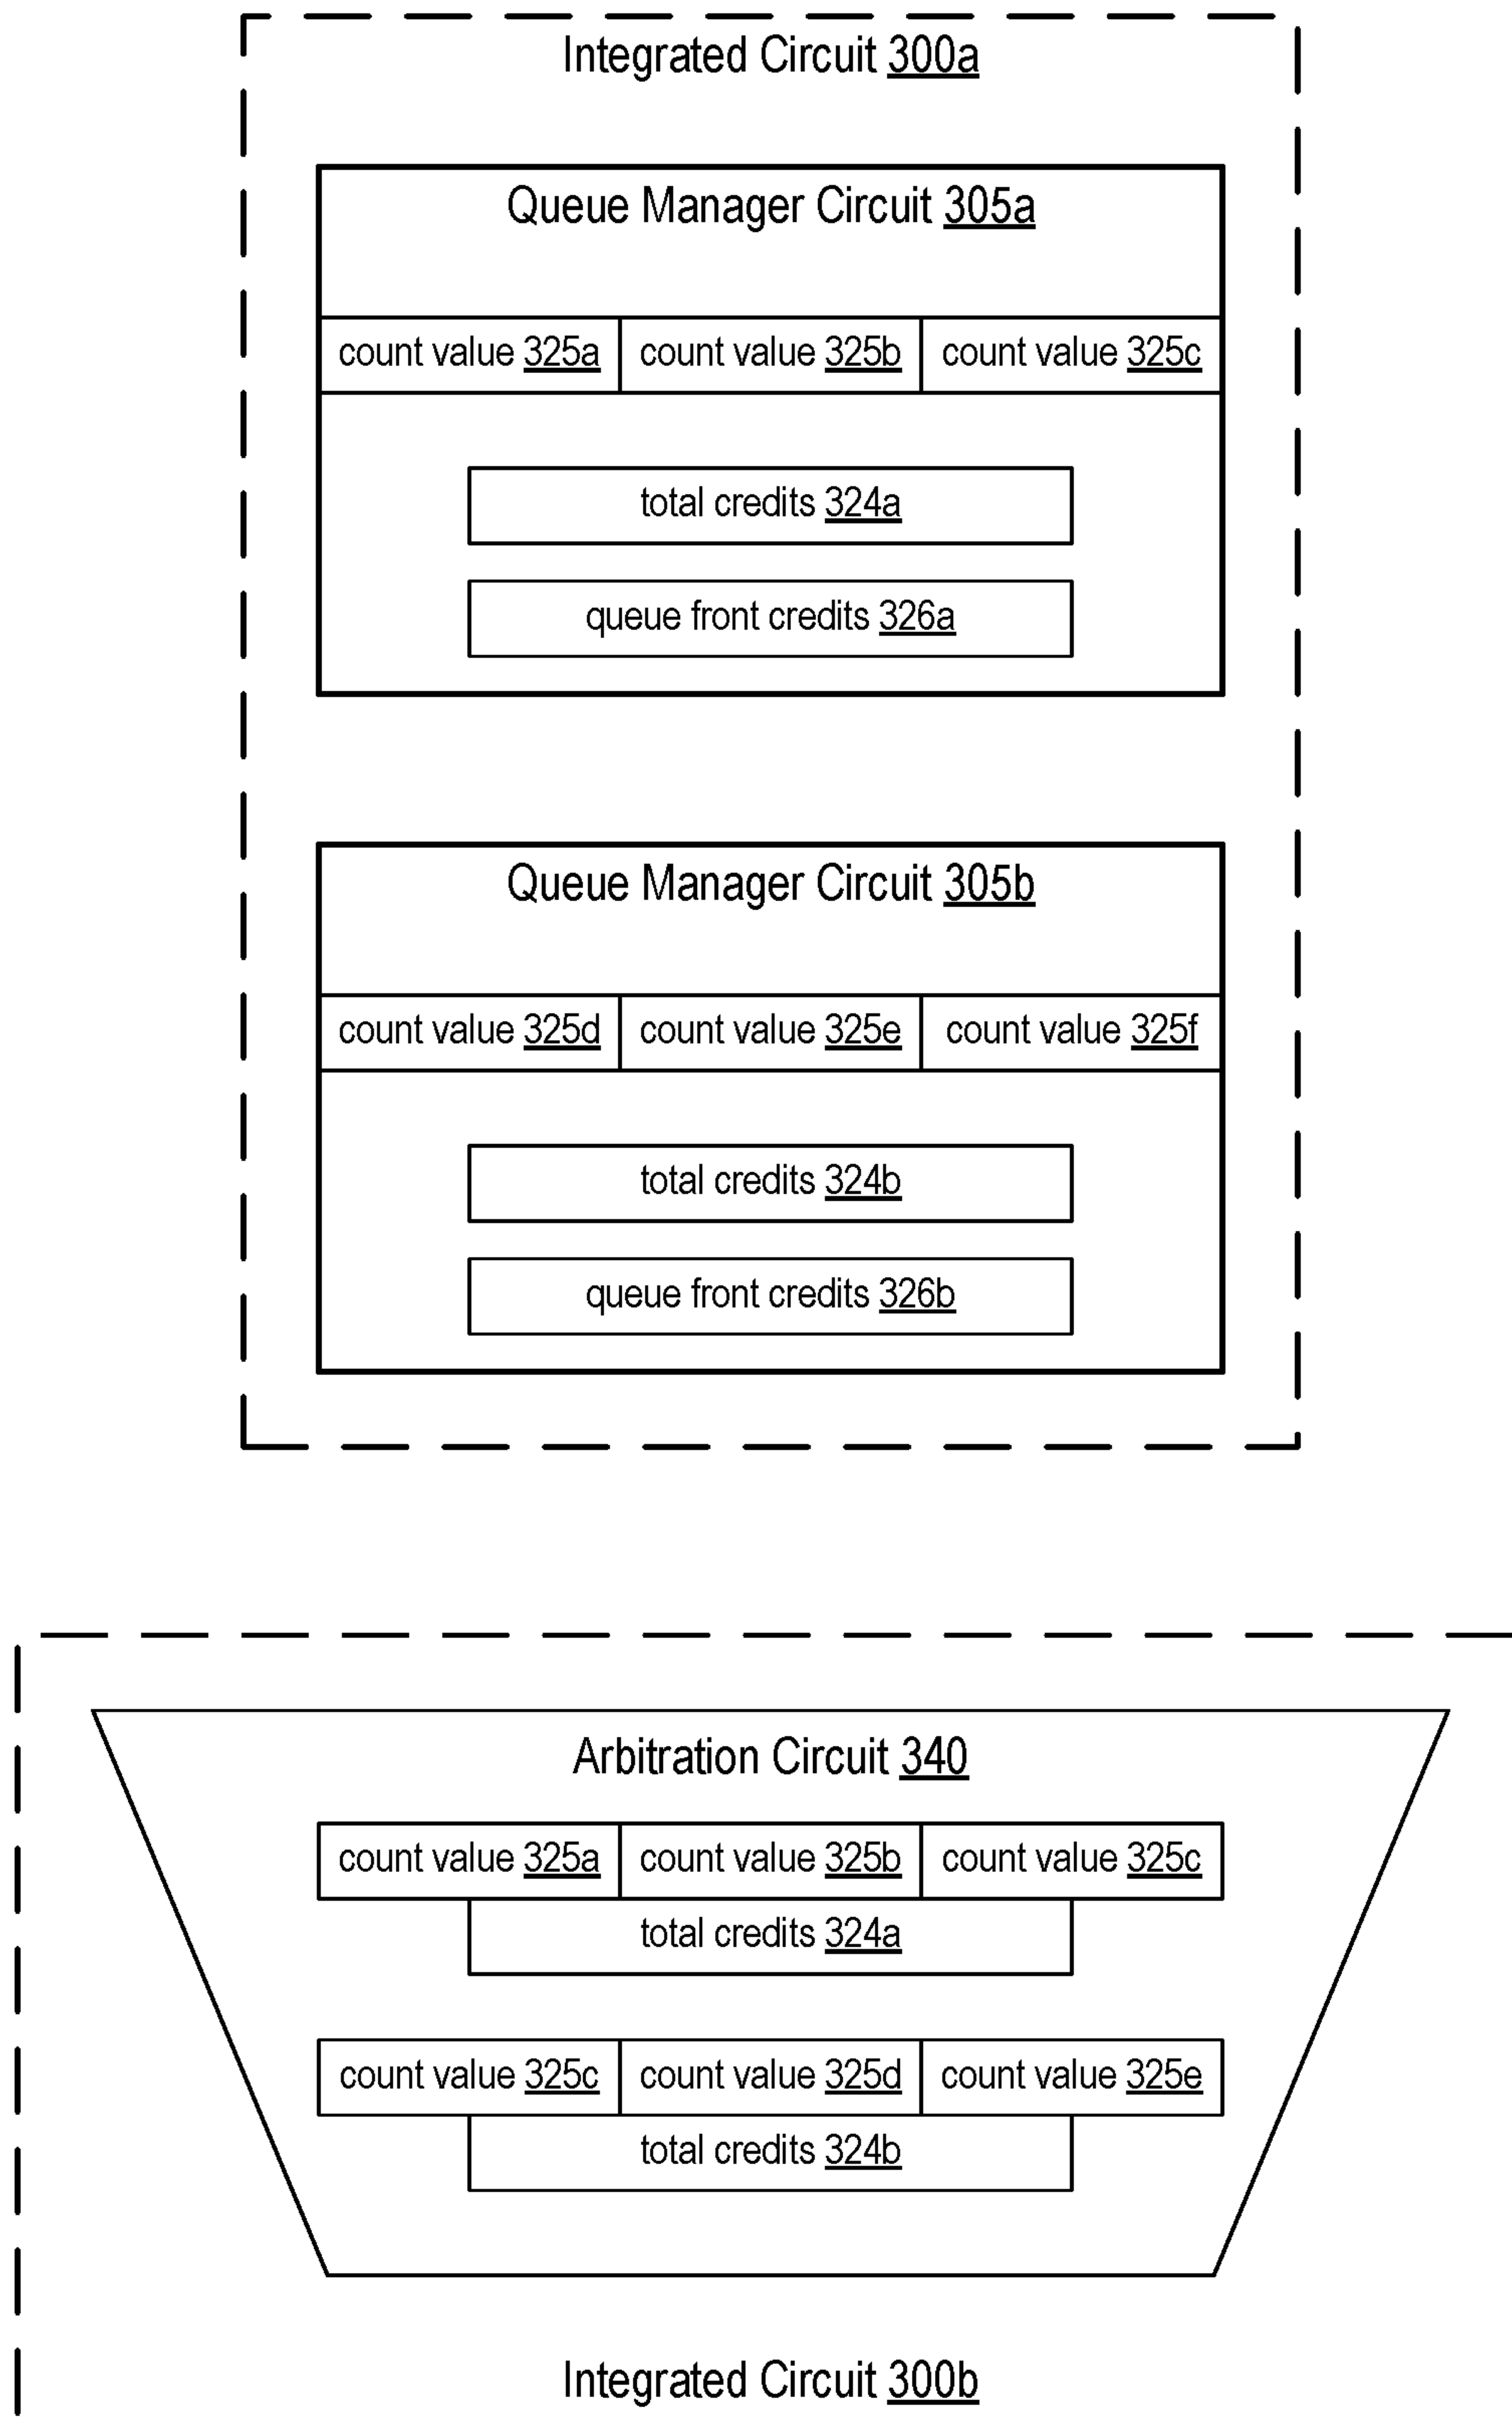 Integrated Circuit 300a
Queue Manager Circuit 305a
count value 325a count value 325b count value 325c
total credits 324a
queue front credits 326a
Queue Manager Circuit 305b
count value 325d count value 325e count value 325f
total credits 324b
queue front credits 326b
Arbitration Circuit 340
count value 325a count value 325b count value 325c
total credits 324a
count value 325c count value 325d count value 325e
total credits 324b
Integrated Circuit 300b